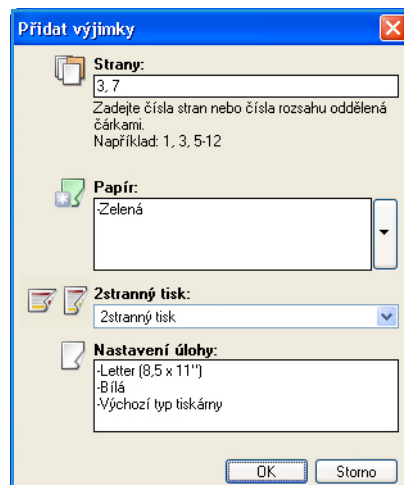 Přidat výjimky
Strany:
3, 7
Zadejte čísla stran nebo čísla rozsahu oddělená
čárkami.
Například: 1, 3, 5-12
Papír:
-Zelená
2stranný tisk:
2stranný tisk
Nastavení úlohy:
-Letter (8,5 x 11")
-Bílá
-Výchozí typ tiskárny
OK Storno